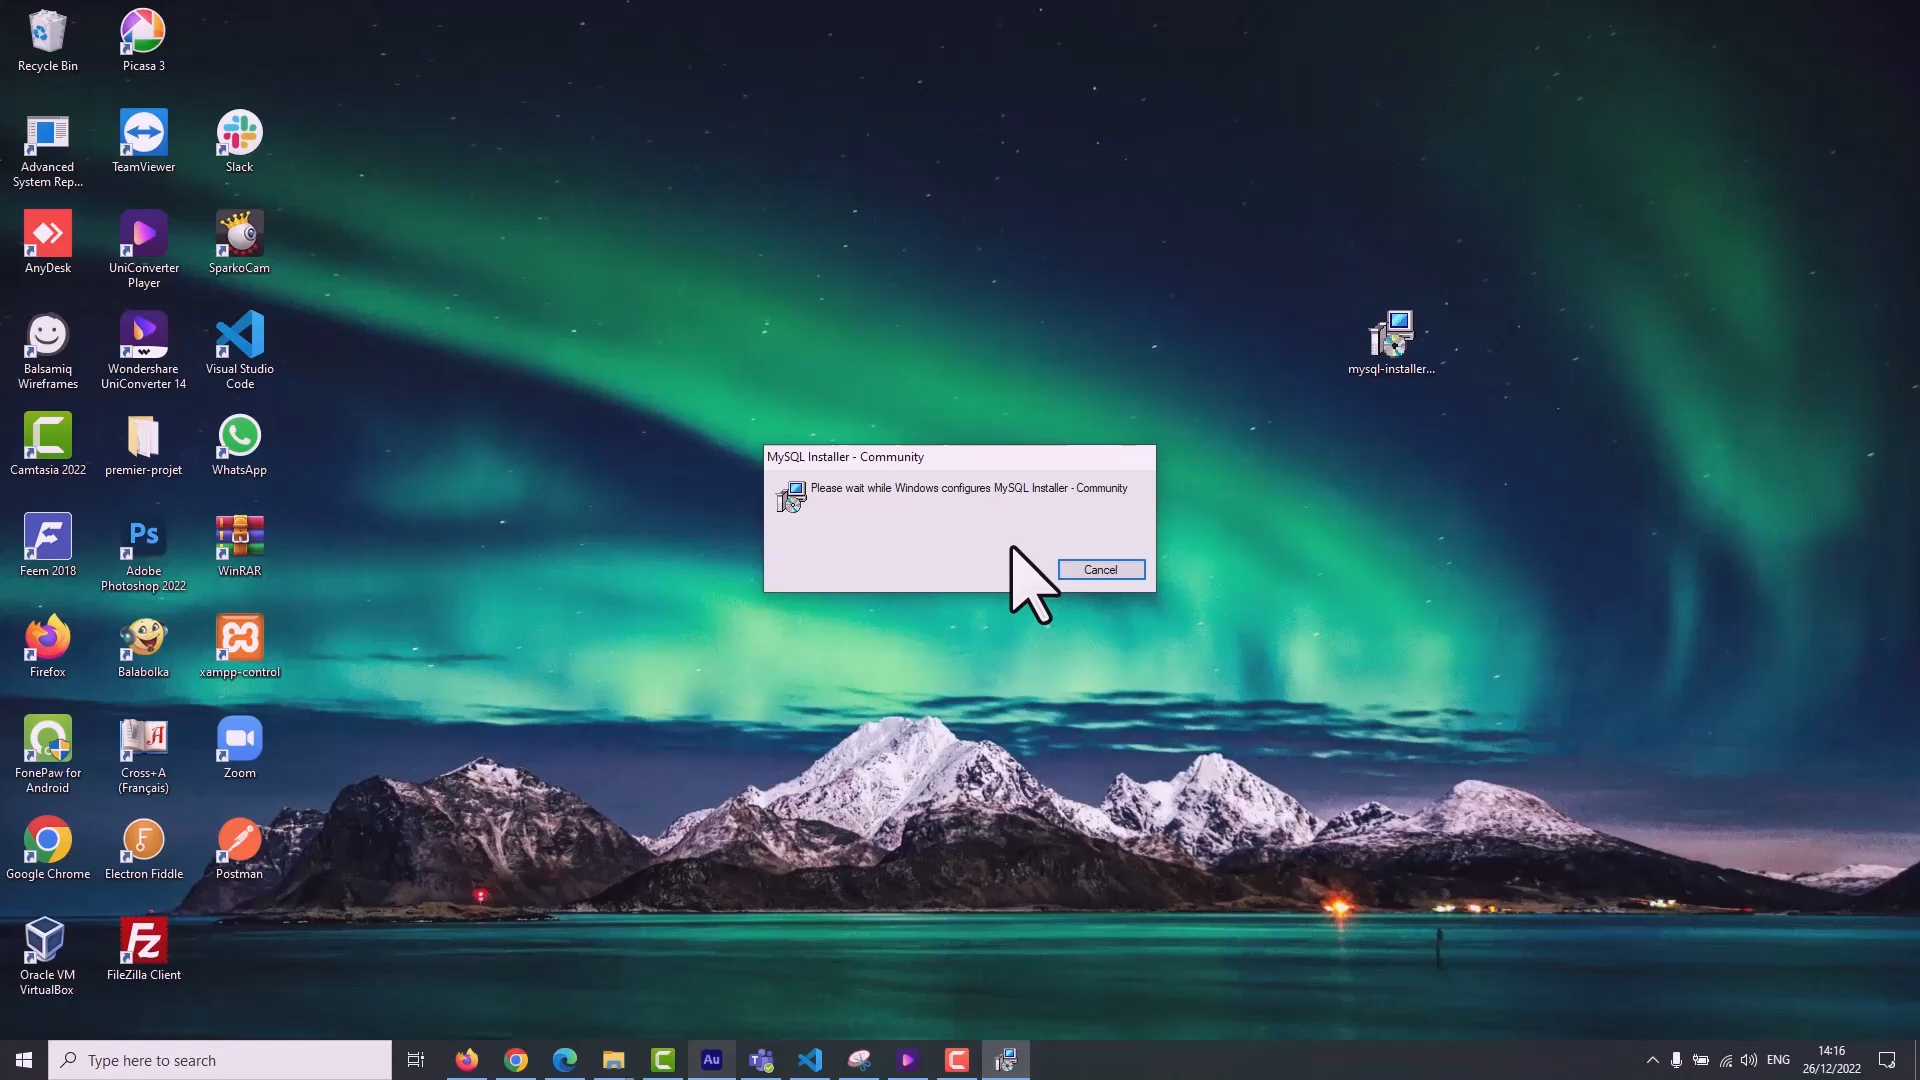 Recycle Bin
Picasa 3
Advanced
System Rep...
TeamViewer
Slack
AnyDesk
UniConverter
Player
SparkoCam
Balsamiq
Wireframes
Wondershare
UniConverter 14
Visual Studio
Code
Camtasia 2022
premier-projet
WhatsApp
Feem 2018
Ps
Adobe
Photoshop 2022
WinRAR
Firefox
Balabolka
xampp-control
FonePaw for
Android
Cross+A
(Français)
Zoom
Google Chrome
Electron Fiddle
Postman
Oracle VM
VirtualBox
Fz
FileZilla Client
mysql-installer...
MySQL Installer - Community
Please wait while Windows configures MySQL Installer - Community
Cancel
Type here to search
Au
ENG
14:16
26/12/2022